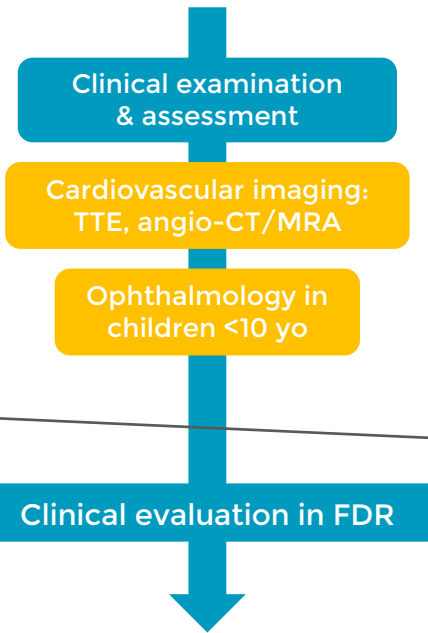 Clinical examination
& assessment
Cardiovascular imaging:
TTE, angio-CT/MRA
Ophthalmology in
children <10 yo
Clinical evaluation in FDR